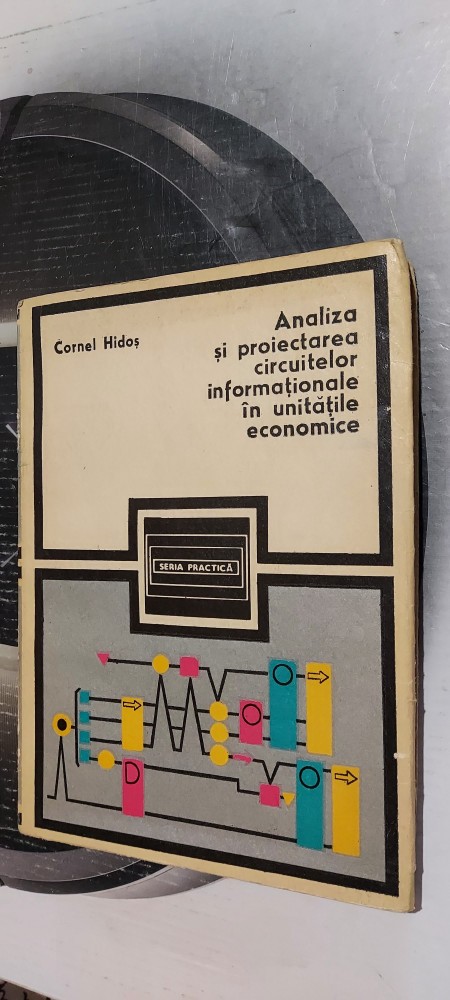 Cornel Hidoș
Analiza
și proiectarea
circuitelor
informaționale
în unitățile
economice
SERIA PRACTICĂ
D